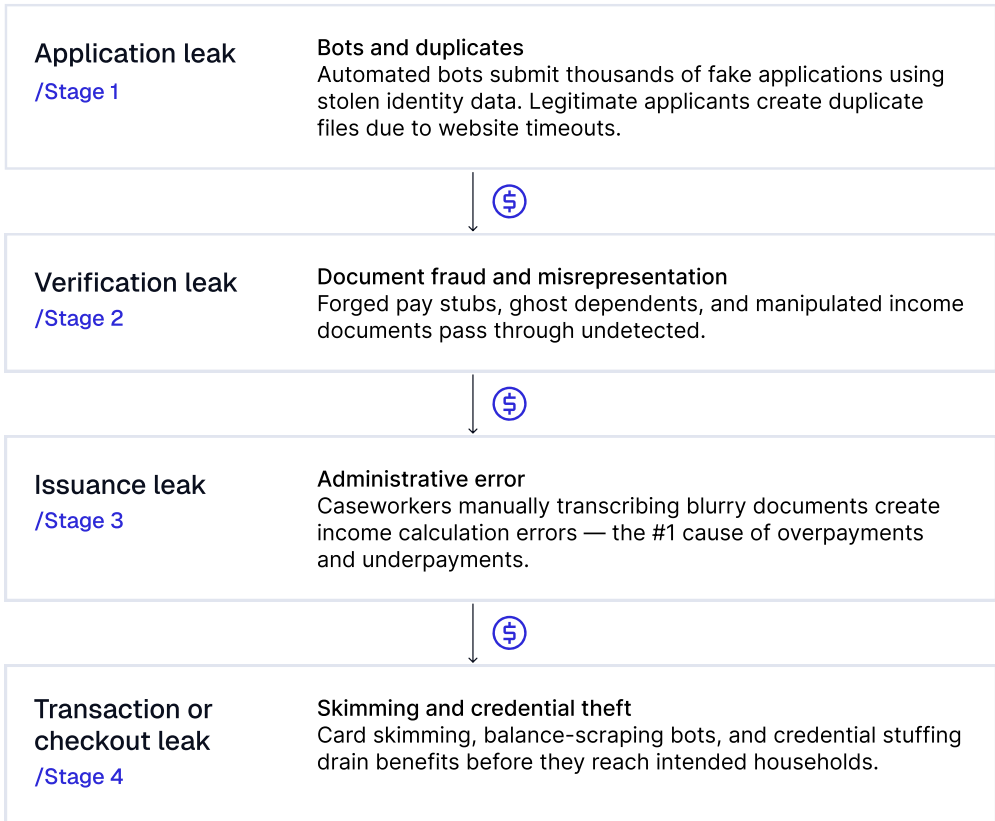 Application leak
/Stage 1
Bots and duplicates
Automated bots submit thousands of fake applications using
stolen identity data. Legitimate applicants create duplicate
files due to website timeouts.
$
Verification leak
/Stage 2
Document fraud and misrepresentation
Forged pay stubs, ghost dependents, and manipulated income
documents pass through undetected.
$
Issuance leak
/Stage 3
Administrative error
Caseworkers manually transcribing blurry documents create
income calculation errors — the #1 cause of overpayments
and underpayments.
$
Transaction or
checkout leak
/Stage 4
Skimming and credential theft
Card skimming, balance-scraping bots, and credential stuffing
drain benefits before they reach intended households.